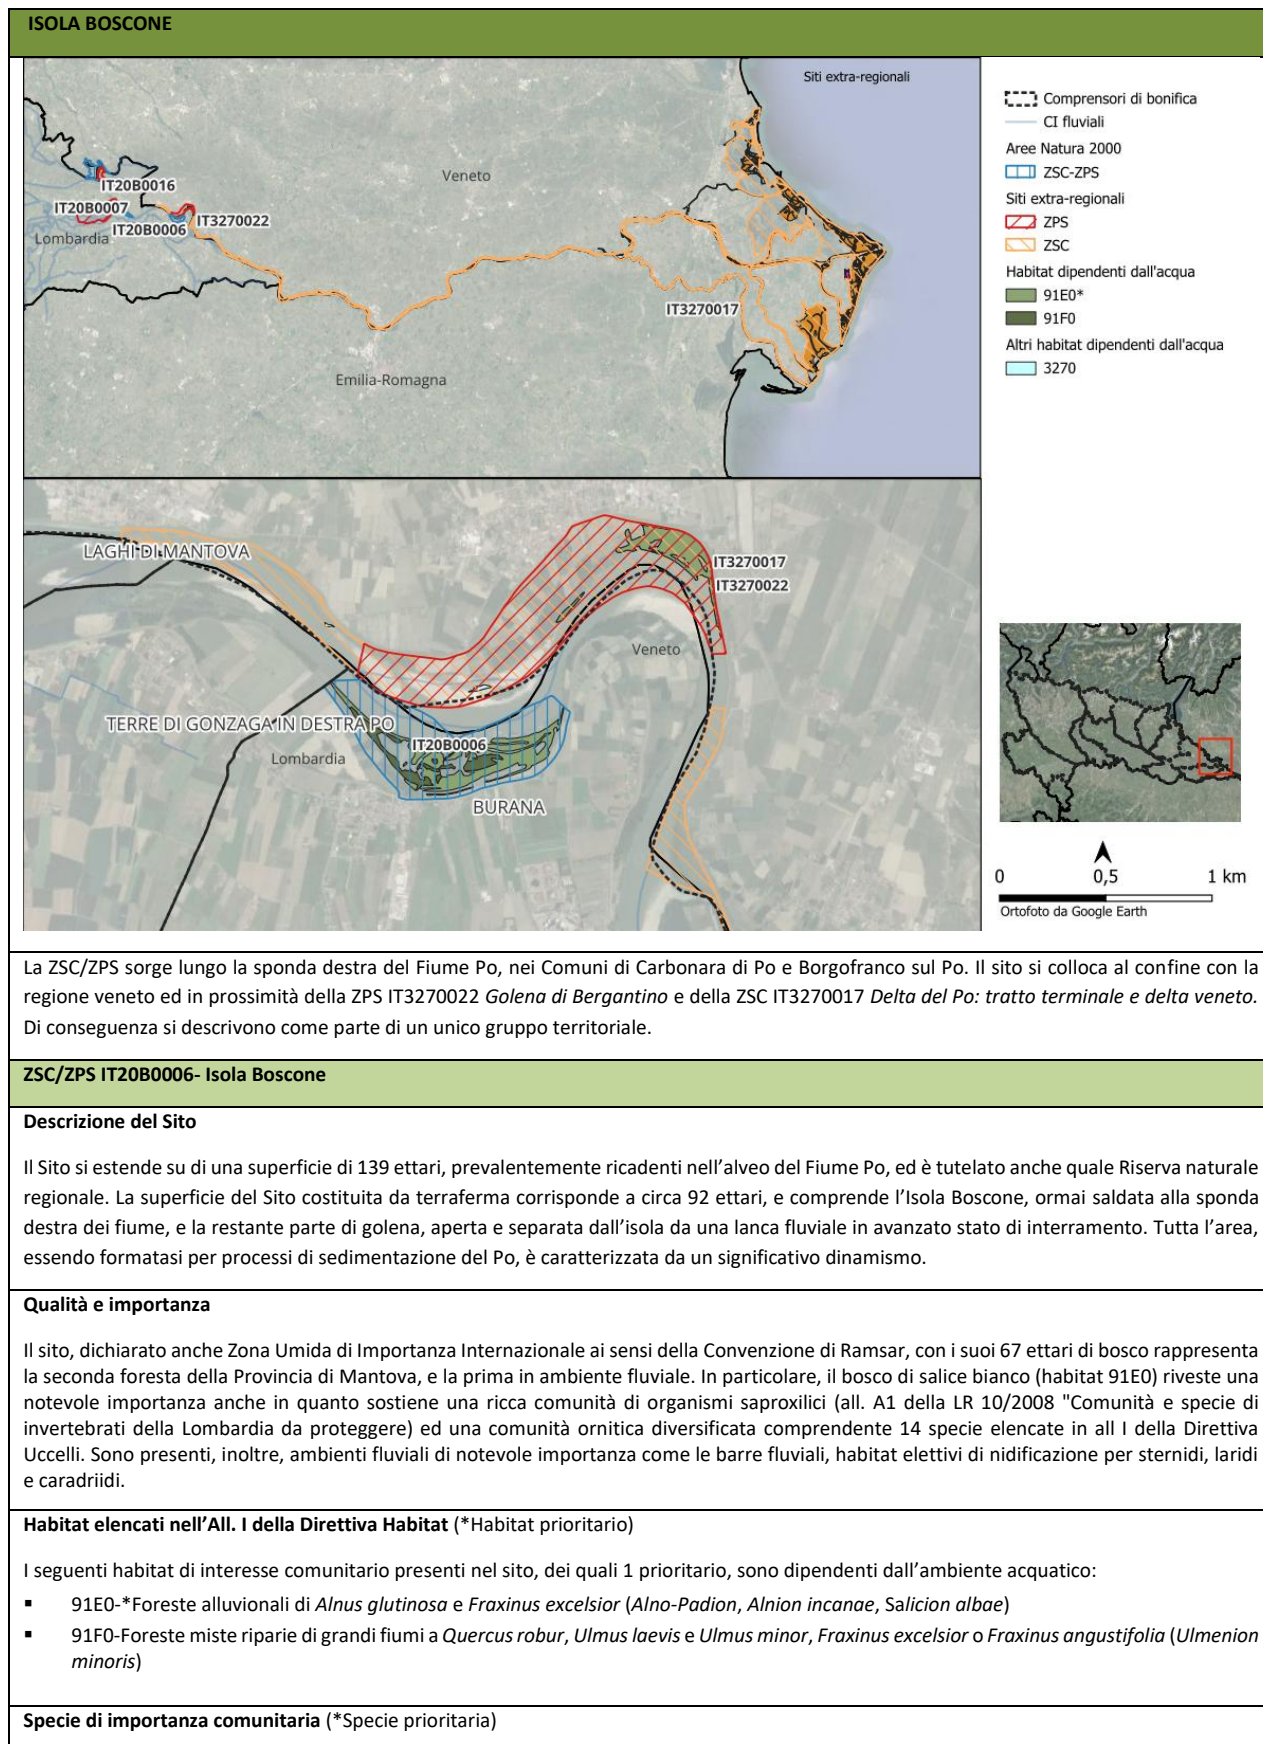 ISOLA BOSCONE
Siti extra-regionali
Veneto
IT20B0016
IT20B0007
IT20B0006
IT3270022
Lombardia
IT3270017
Emilia-Romagna
Comprensori di bonifica
CI fluviali
Aree Natura 2000
ZSC-ZPS
Siti extra-regionali
ZPS
ZSC
Habitat dipendenti dall'acqua
91E0*
91F0
Altri habitat dipendenti dall'acqua
3270
LAGHI DI MANTOVA
IT3270017
IT3270022
Veneto
TERRE DI GONZAGA IN DESTRA PO
IT20B0006
Lombardia
BURANA
0 0,5 1 km
Ortofoto da Google Earth
La ZSC/ZPS sorge lungo la sponda destra del Fiume Po, nei Comuni di Carbonara di Po e Borgofranco sul Po. Il sito si colloca al confine con la
regione veneto ed in prossimità della ZPS IT3270022 Golena di Bergantino e della ZSC IT3270017 Delta del Po: tratto terminale e delta veneto.
Di conseguenza si descrivono come parte di un unico gruppo territoriale.
ZSC/ZPS IT20B0006- Isola Boscone
Descrizione del Sito
Il Sito si estende su di una superficie di 139 ettari, prevalentemente ricadenti nell'alveo del Fiume Po, ed è tutelato anche quale Riserva naturale
regionale. La superficie del Sito costituita da terraferma corrisponde a circa 92 ettari, e comprende l'Isola Boscone, ormai saldata alla sponda
destra dei fiume, e la restante parte di golena, aperta e separata dall'isola da una lanca fluviale in avanzato stato di interramento. Tutta l'area,
essendo formatasi per processi di sedimentazione del Po, è caratterizzata da un significativo dinamismo.
Qualità e importanza
Il sito, dichiarato anche Zona Umida di Importanza Internazionale ai sensi della Convenzione di Ramsar, con i suoi 67 ettari di bosco rappresenta
la seconda foresta della Provincia di Mantova, e la prima in ambiente fluviale. In particolare, il bosco di salice bianco (habitat 91E0) riveste una
notevole importanza anche in quanto sostiene una ricca comunità di organismi saproxilici (all. A1 della LR 10/2008 "Comunità e specie di
invertebrati della Lombardia da proteggere) ed una comunità ornitica diversificata comprendente 14 specie elencate in all I della Direttiva
Uccelli. Sono presenti, inoltre, ambienti fluviali di notevole importanza come le barre fluviali, habitat elettivi di nidificazione per sternidi, laridi
e caradriidi.
Habitat elencati nell'All. I della Direttiva Habitat (*Habitat prioritario)
I seguenti habitat di interesse comunitario presenti nel sito, dei quali 1 prioritario, sono dipendenti dall'ambiente acquatico:
▪ 91E0-*Foreste alluvionali di Alnus glutinosa e Fraxinus excelsior (Alno-Padion, Alnion incanae, Salicion albae)
▪ 91F0-Foreste miste riparie di grandi fiumi a Quercus robur, Ulmus laevis e Ulmus minor, Fraxinus excelsior o Fraxinus angustifolia (Ulmenion
minoris)
Specie di importanza comunitaria (*Specie prioritaria)